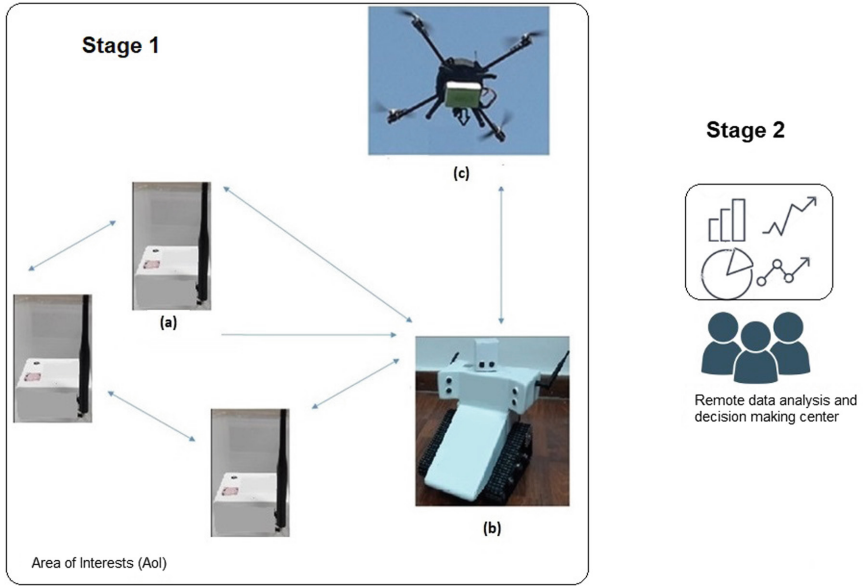 Stage 1
(c)
(a)
(b)
Area of Interests (AoI)
Stage 2
Remote data analysis and
decision making center